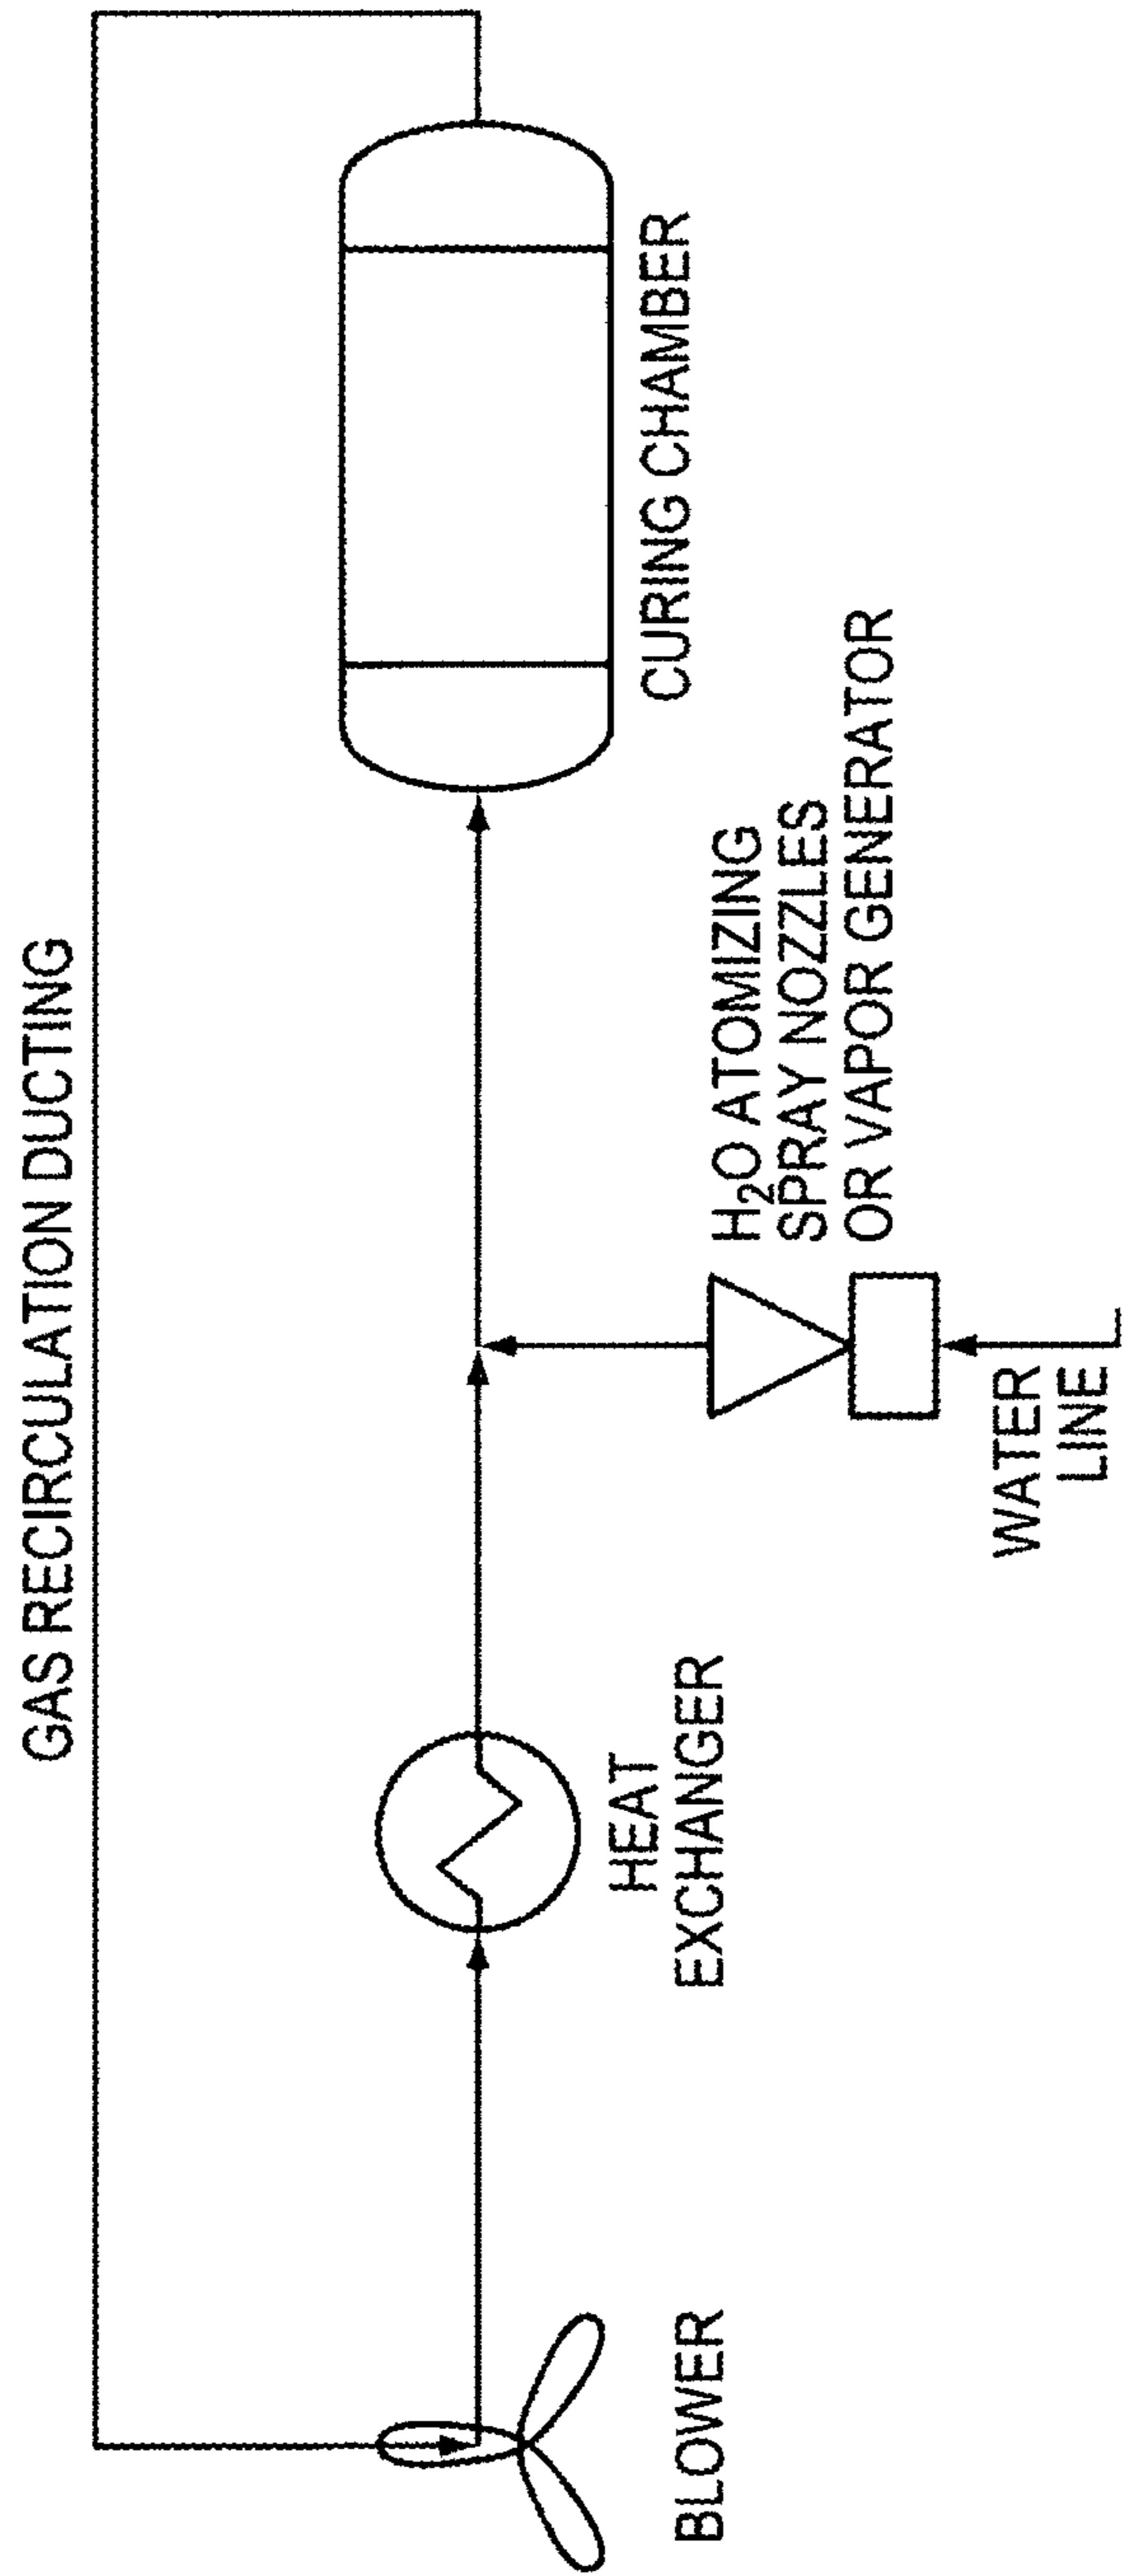 GAS RECIRCULATION DUCTING
BLOWER
HEAT
EXCHANGER
WATER
LINE
H₂O ATOMIZING
SPRAY NOZZLES
OR VAPOR GENERATOR
CURING CHAMBER